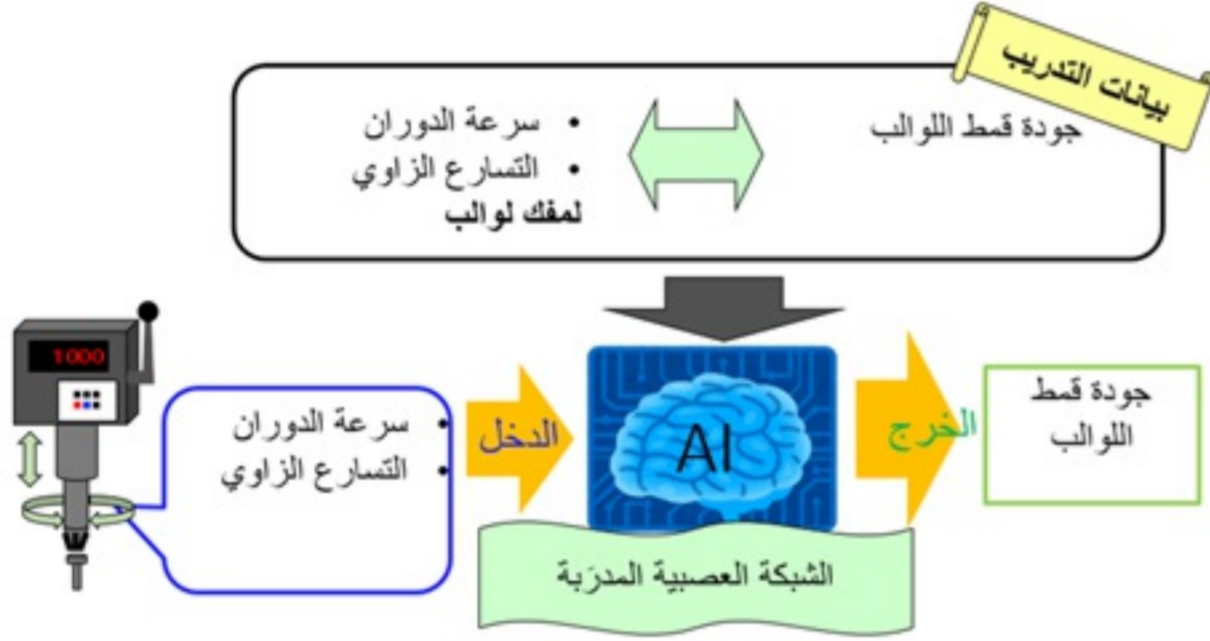 بيانات التدريب
جودة قمط اللوالب
• سرعة الدوران
• التسارع الزاوي
لمفك لوالب
1000
• سرعة الدوران
• التسارع الزاوي
الدخل
AI
الخرج
جودة قمط
اللوالب
الشبكة العصبية المدرَبة